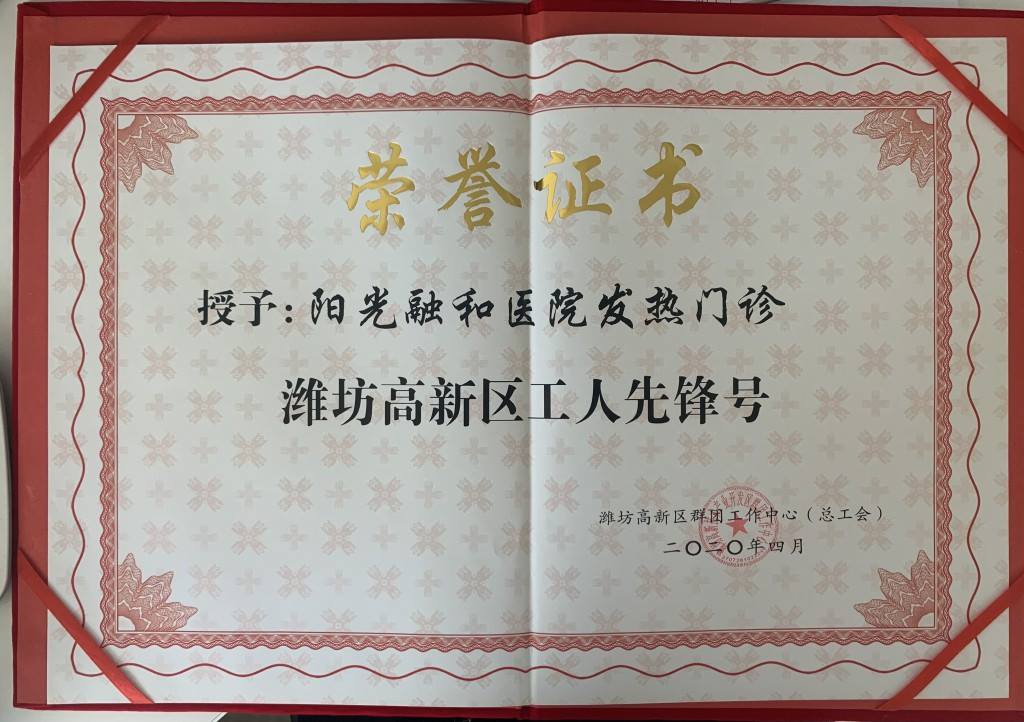 荣誉证书
授予：阳光融和医院发热门诊
潍坊高新区工人先锋号
潍坊高新区群团工作中心（总工会）
二〇二〇年四月